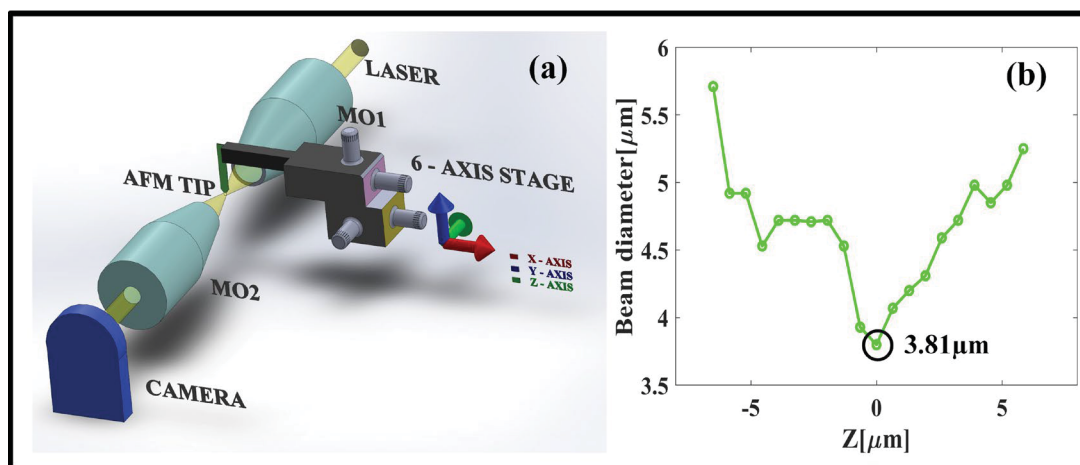 (a)
LASER
MO1
6 - AXIS STAGE
AFM TIP
X - AXIS
Y - AXIS
Z - AXIS
MO2
CAMERA
(b)
Beam diameter[μm]
6
5.5
5
4.5
4
3.5
3.81μm
-5
0
5
Z[μm]